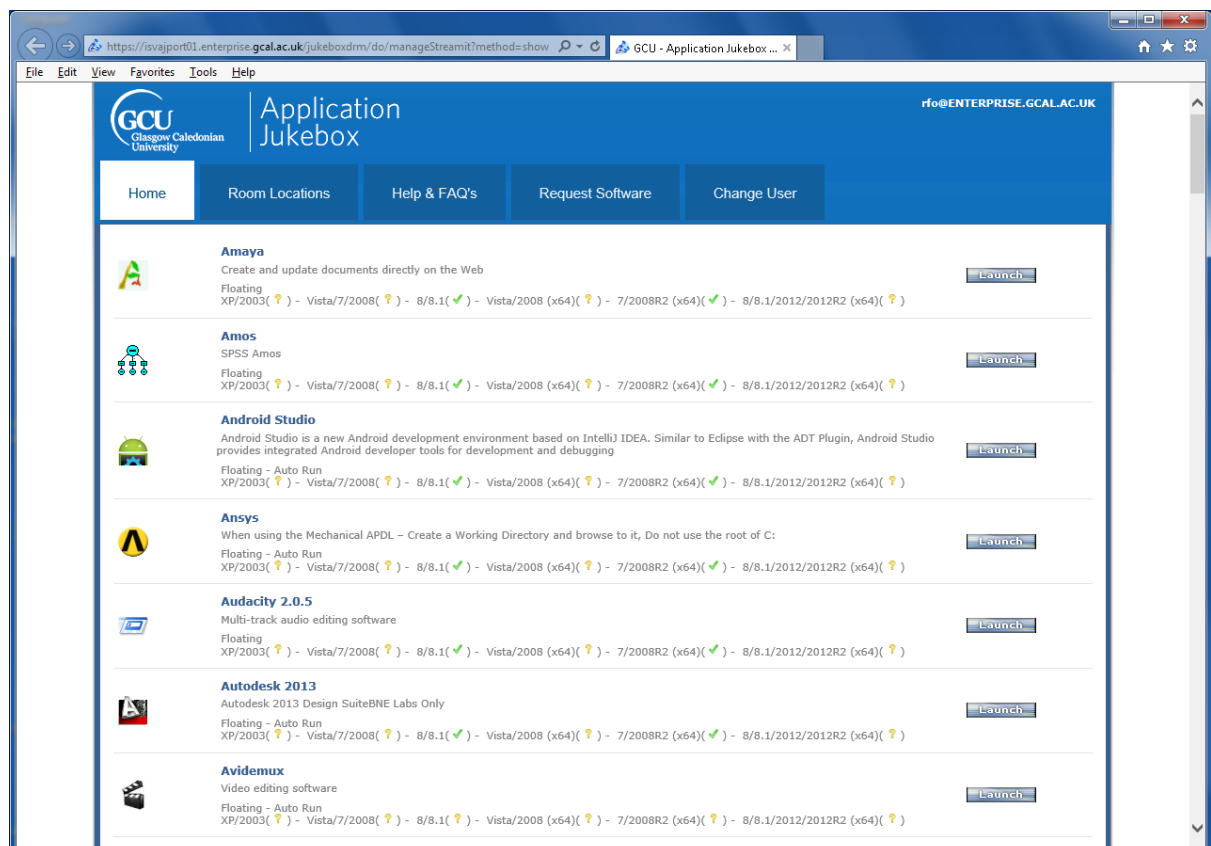 https://isvajport01.enterprise.gcal.ac.uk/jukeboxdrm/do/manageStreamit?method=show
GCU - Application Jukebox ...
File Edit View Favorites Tools Help
GCU
Glasgow Caledonian
University
Application
Jukebox
rfo@ENTERPRISE.GCAL.AC.UK
Home Room Locations Help & FAQ's Request Software Change User
Amaya
Create and update documents directly on the Web
Launch
Floating
XP/2003( ? ) - Vista/7/2008( ? ) - 8/8.1( ✔ ) - Vista/2008 (x64)( ? ) - 7/2008R2 (x64)( ✔ ) - 8/8.1/2012/2012R2 (x64)( ? )
Amos
SPSS Amos
Launch
Floating
XP/2003( ? ) - Vista/7/2008( ? ) - 8/8.1( ✔ ) - Vista/2008 (x64)( ? ) - 7/2008R2 (x64)( ✔ ) - 8/8.1/2012/2012R2 (x64)( ? )
Android Studio
Android Studio is a new Android development environment based on IntelliJ IDEA. Similar to Eclipse with the ADT Plugin, Android Studio
provides integrated Android developer tools for development and debugging
Launch
Floating - Auto Run
XP/2003( ? ) - Vista/7/2008( ? ) - 8/8.1( ✔ ) - Vista/2008 (x64)( ? ) - 7/2008R2 (x64)( ✔ ) - 8/8.1/2012/2012R2 (x64)( ? )
Ansys
When using the Mechanical APDL – Create a Working Directory and browse to it, Do not use the root of C:
Launch
Floating - Auto Run
XP/2003( ? ) - Vista/7/2008( ? ) - 8/8.1( ✔ ) - Vista/2008 (x64)( ? ) - 7/2008R2 (x64)( ✔ ) - 8/8.1/2012/2012R2 (x64)( ? )
Audacity 2.0.5
Multi-track audio editing software
Launch
Floating
XP/2003( ? ) - Vista/7/2008( ? ) - 8/8.1( ✔ ) - Vista/2008 (x64)( ? ) - 7/2008R2 (x64)( ✔ ) - 8/8.1/2012/2012R2 (x64)( ? )
Autodesk 2013
Autodesk 2013 Design SuiteBNE Labs Only
Launch
Floating - Auto Run
XP/2003( ? ) - Vista/7/2008( ? ) - 8/8.1( ✔ ) - Vista/2008 (x64)( ? ) - 7/2008R2 (x64)( ✔ ) - 8/8.1/2012/2012R2 (x64)( ? )
Avidemux
Video editing software
Launch
Floating - Auto Run
XP/2003( ? ) - Vista/7/2008( ? ) - 8/8.1( ? ) - Vista/2008 (x64)( ? ) - 7/2008R2 (x64)( ? ) - 8/8.1/2012/2012R2 (x64)( ? )